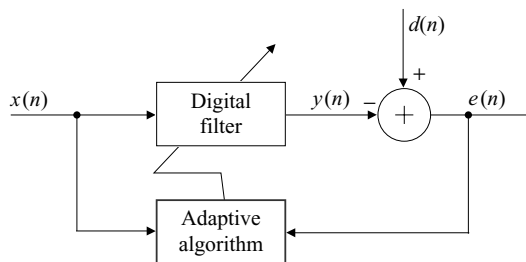 d(n)
+
x(n)
Digital
filter
y(n)
−
+
e(n)
Adaptive
algorithm